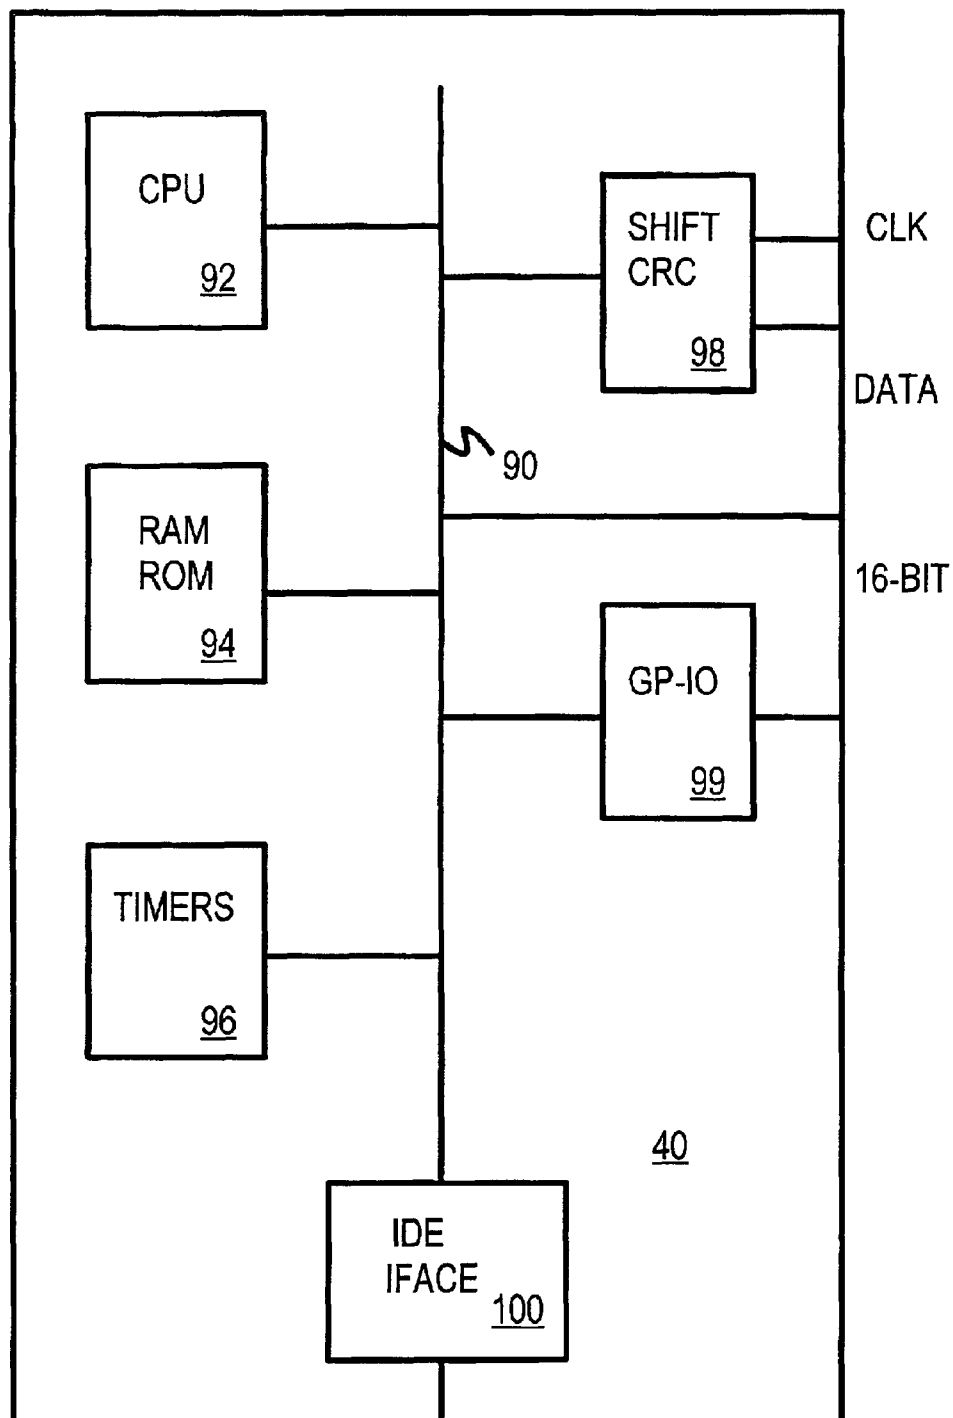 CPU
92
SHIFT
CRC
98
CLK
DATA
90
RAM
ROM
94
16-BIT
GP-IO
99
TIMERS
96
40
IDE
IFACE
100